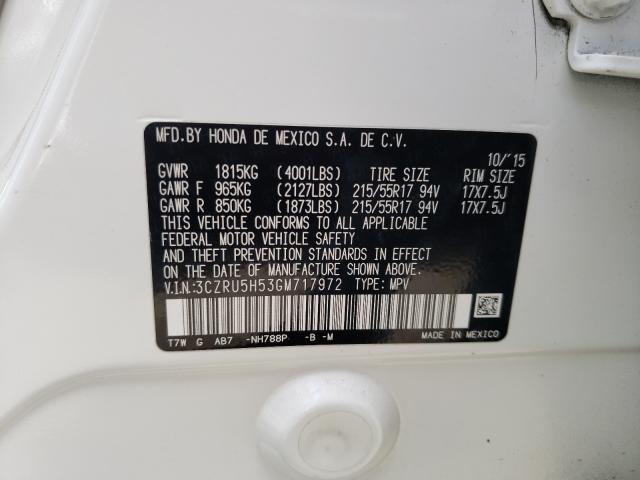 MFD.BY HONDA DE MEXICO S.A. DE C.V.
10/'15
GVWR 1815KG (4001LBS) TIRE SIZE RIM SIZE
GAWR F 965KG (2127LBS) 215/55R17 94V 17X7.5J
GAWR R 850KG (1873LBS) 215/55R17 94V 17X7.5J
THIS VEHICLE CONFORMS TO ALL APPLICABLE
FEDERAL MOTOR VEHICLE SAFETY
AND THEFT PREVENTION STANDARDS IN EFFECT
ON THE DATE OF MANUFACTURE SHOWN ABOVE.
V.I.N.:3CZRU5H53GM717972 TYPE: MPV
T7W G AB7 -NH788P -B -M MADE IN MEXICO